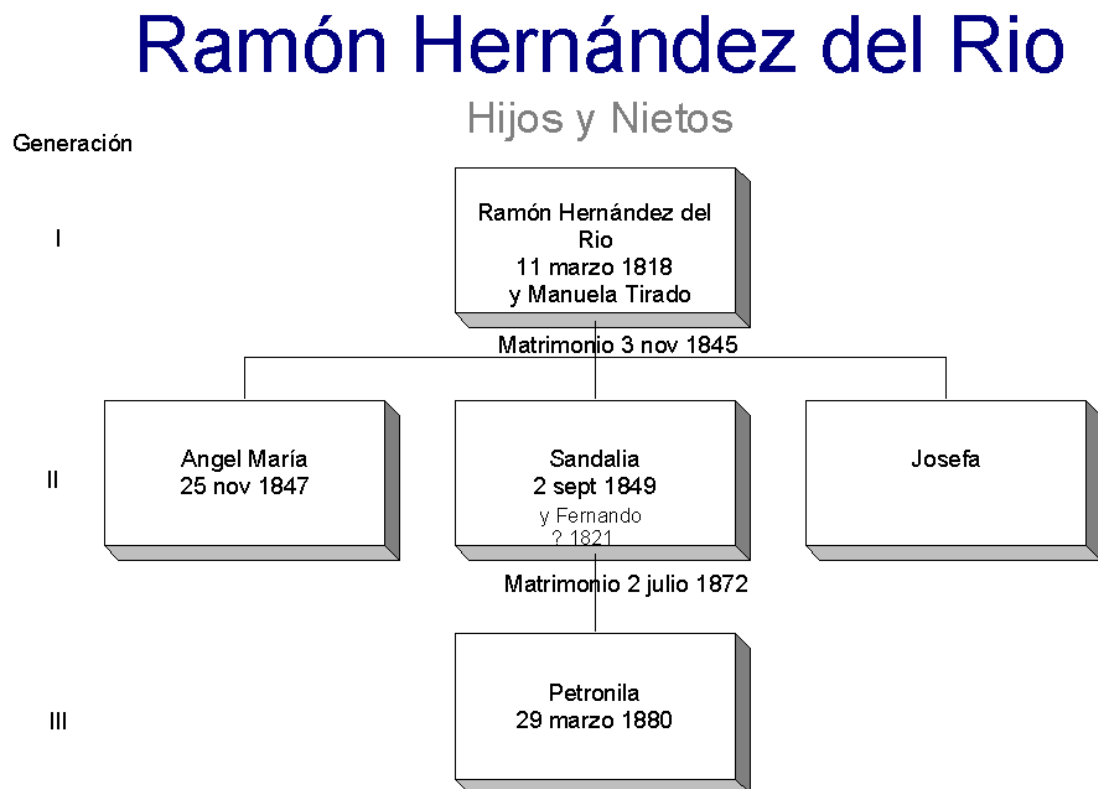 Ramón Hernández del Rio
Hijos y Nietos
Generación
I
Ramón Hernández del
Rio
11 marzo 1818
y Manuela Tirado
Matrimonio 3 nov 1845
II
Angel María
25 nov 1847
Sandalia
2 sept 1849
y Fernando
? 1821
Josefa
Matrimonio 2 julio 1872
III
Petronila
29 marzo 1880